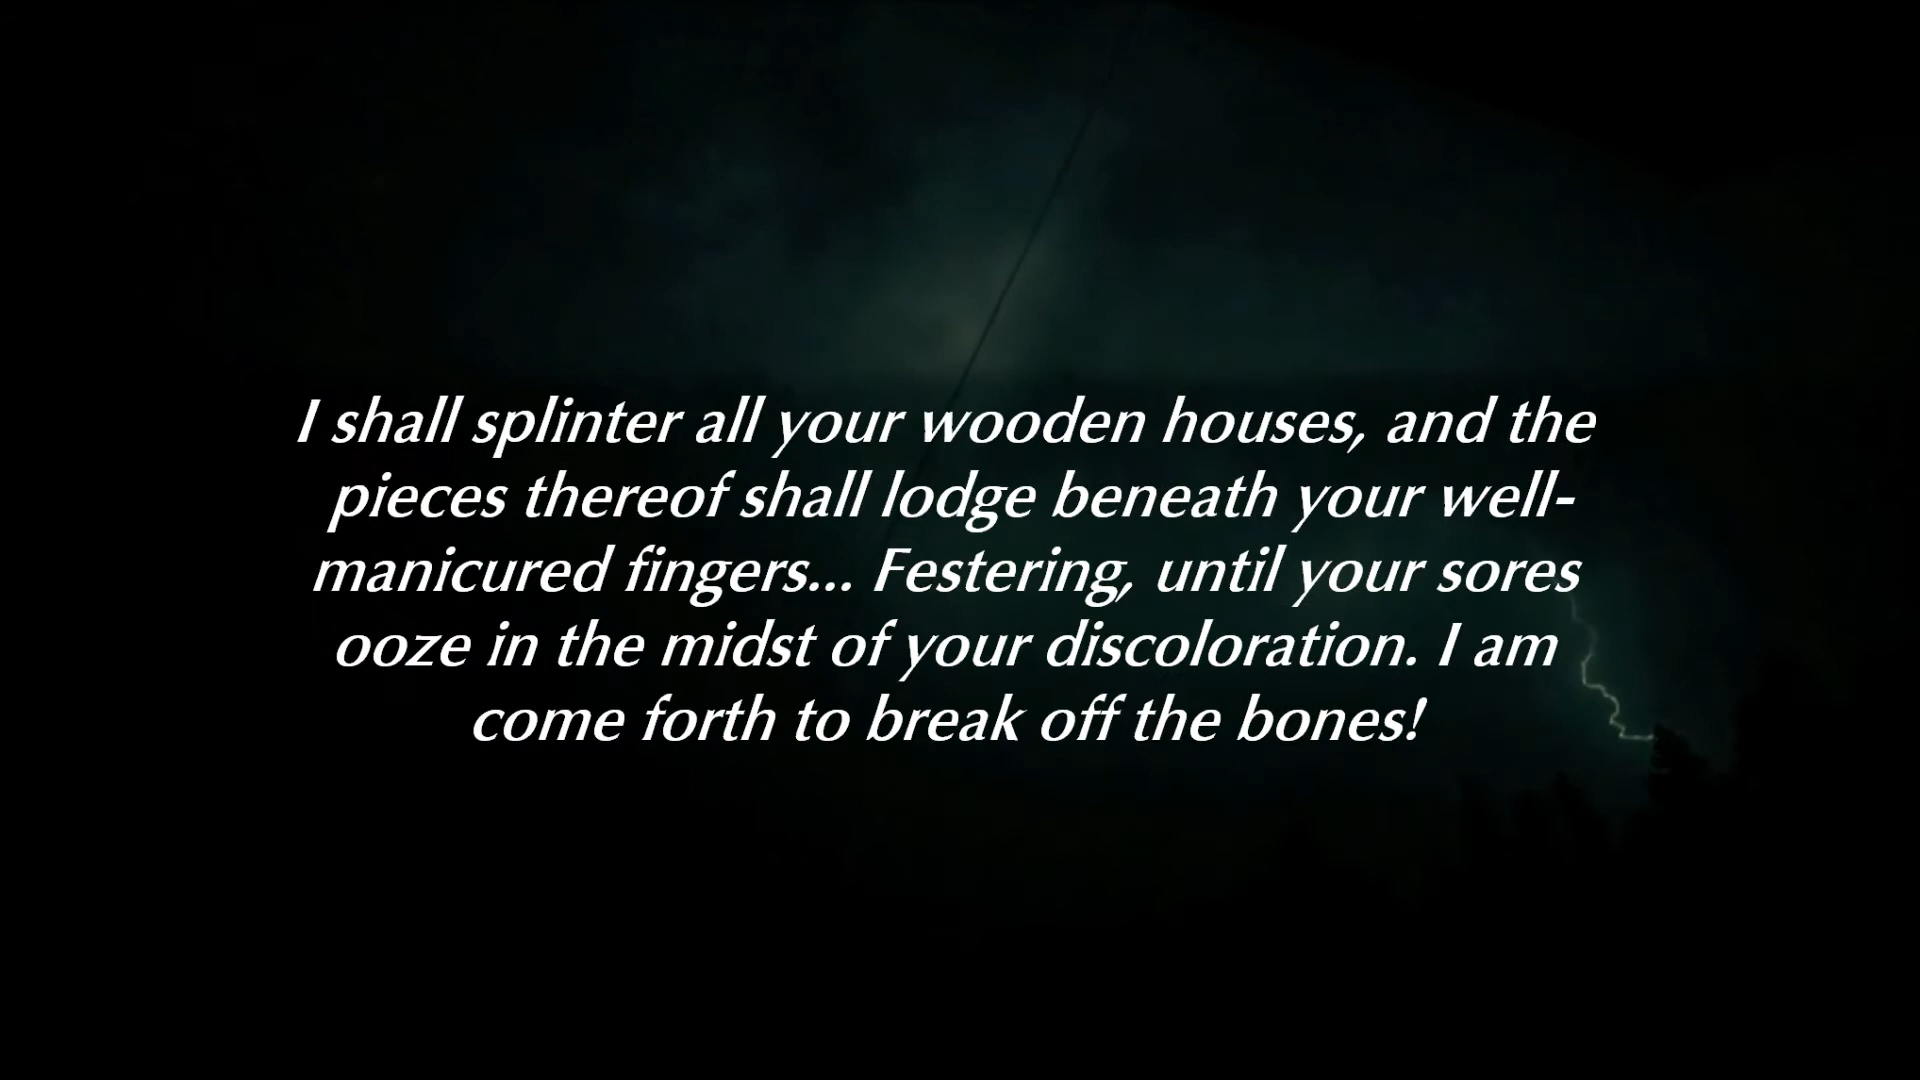 I shall splinter all your wooden houses, and the
pieces thereof shall lodge beneath your well-
manicured fingers... Festering, until your sores
ooze in the midst of your discoloration. I am
come forth to break off the bones!